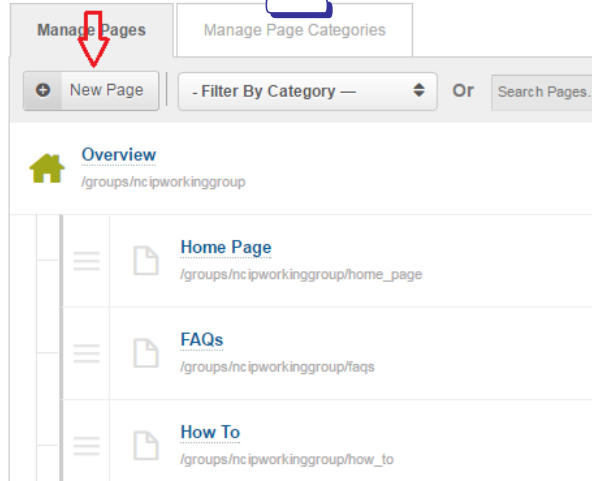 Manage Pages
Manage Page Categories
New Page
- Filter By Category —
Or
Search Pages..
Overview
/groups/ncipworkinggroup
Home Page
/groups/ncipworkinggroup/home_page
FAQs
/groups/ncipworkinggroup/faqs
How To
/groups/ncipworkinggroup/how_to